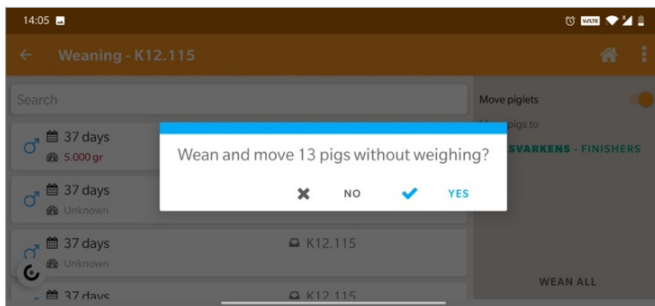 14:05
VoLTE
Weaning - K12.115
Search
Move piglets
37 days
5.000 gr
pigs to
SVARKENS - FINISHERS
Wean and move 13 pigs without weighing?
NO YES
37 days
Unknown
37 days K12.115
Unknown
WEAN ALL
37 days K12.115